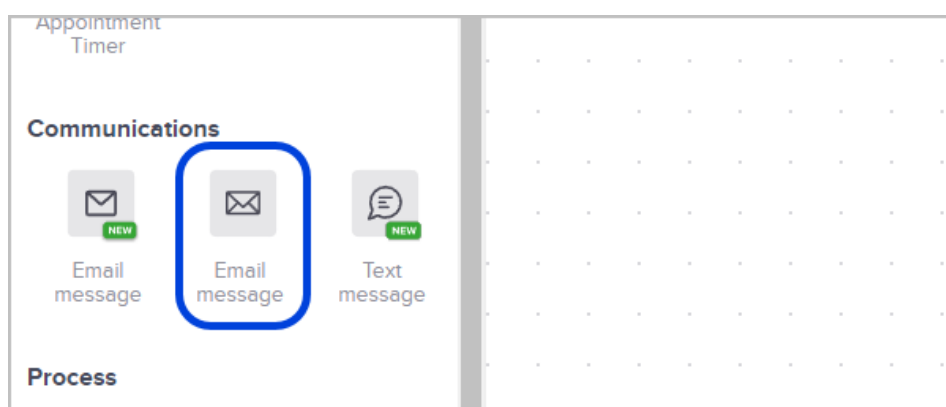 Appointment
Timer
Communications
NEW
NEW
Email
message
Email
message
Text
message
Process